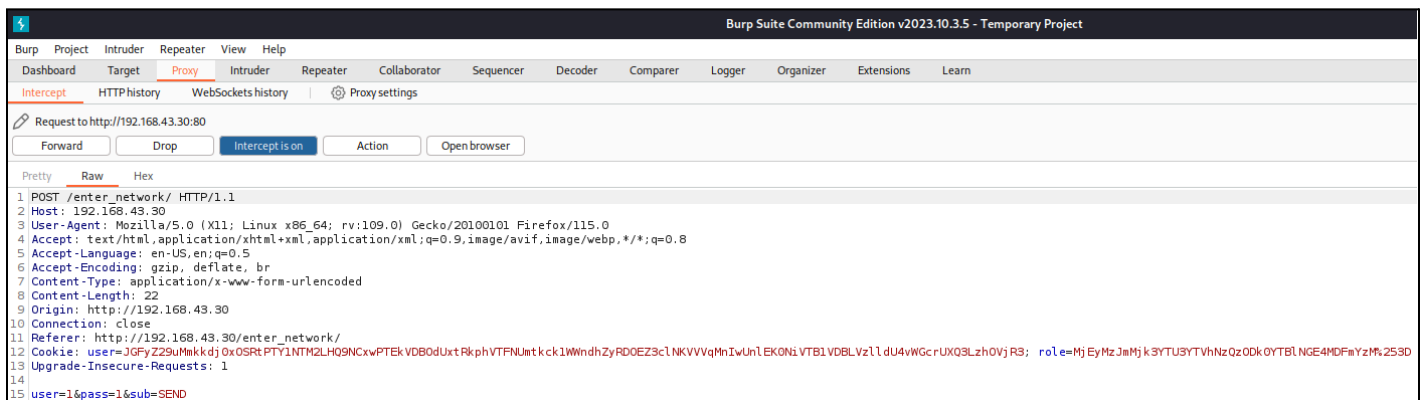 Burp Suite Community Edition v2023.10.3.5 - Temporary Project
Burp Project Intruder Repeater View Help
Dashboard Target Proxy Intruder Repeater Collaborator Sequencer Decoder Comparer Logger Organizer Extensions Learn
Intercept HTTP history WebSockets history Proxy settings
Request to http://192.168.43.30:80
Forward Drop Intercept is on Action Open browser
Pretty Raw Hex
1 POST /enter_network/ HTTP/1.1
2 Host: 192.168.43.30
3 User-Agent: Mozilla/5.0 (X11; Linux x86_64; rv:109.0) Gecko/20100101 Firefox/115.0
4 Accept: text/html,application/xhtml+xml,application/xml;q=0.9,image/avif,image/webp,*/*;q=0.8
5 Accept-Language: en-US,en;q=0.5
6 Accept-Encoding: gzip, deflate, br
7 Content-Type: application/x-www-form-urlencoded
8 Content-Length: 22
9 Origin: http://192.168.43.30
10 Connection: close
11 Referer: http://192.168.43.30/enter_network/
12 Cookie: role=MjEyMzJmMjk3YTU3YTVhNzQzODk0YTBlNGE4MDFmYzM%253D
13 Upgrade-Insecure-Requests: 1
14
15 user=1&pass=1&sub=SEND